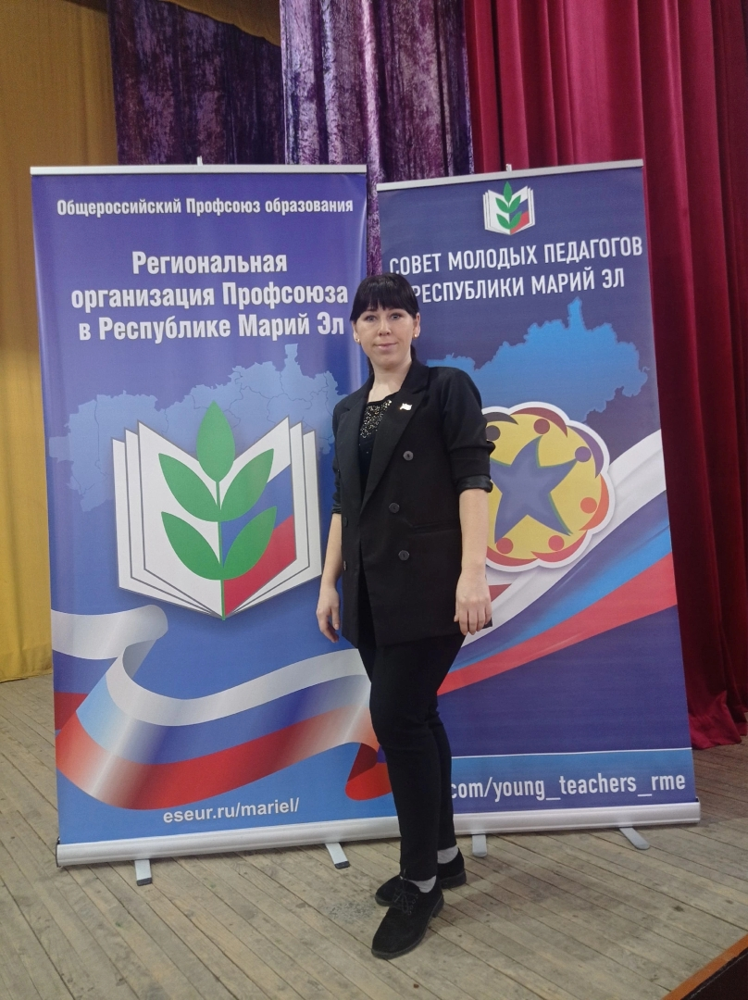 Общероссийский Профсоюз образования
Региональная
организация Профсоюза
в Республике Марий Эл
eseur.ru/mariel/
СОВЕТ МОЛОДЫХ ПЕДАГОГОВ
РЕСПУБЛИКИ МАРИЙ ЭЛ
.com/young_teachers_rme